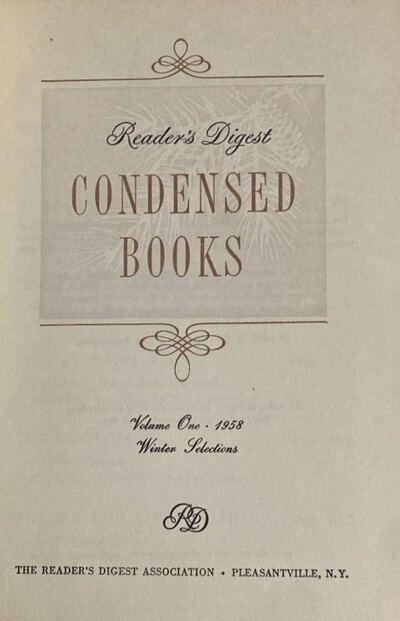 Reader's Digest
CONDENSED
BOOKS
Volume One · 1958
Winter Selections
RD
THE READER'S DIGEST ASSOCIATION • PLEASANTVILLE, N.Y.